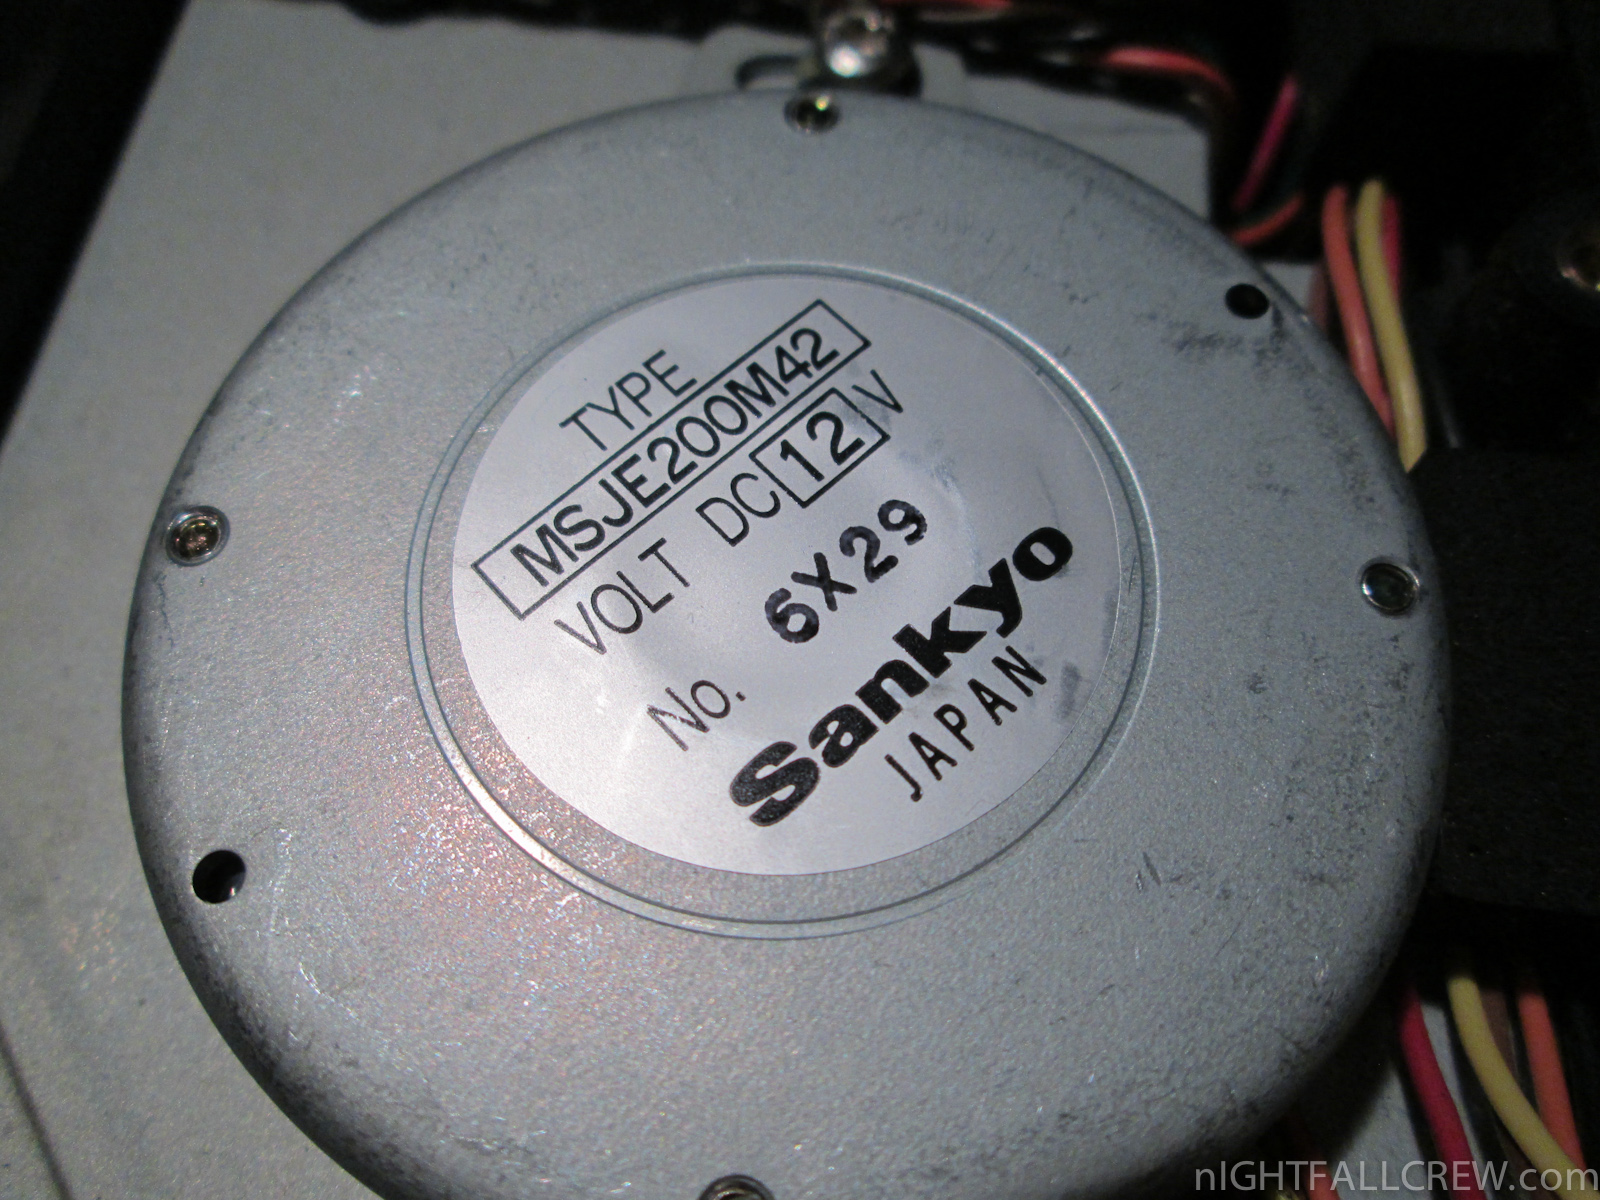 TYPE
MSJE200M42
VOLT DC 12 V
No. 6X29
Sankyo
JAPAN
nIGHTFALLCREW.com